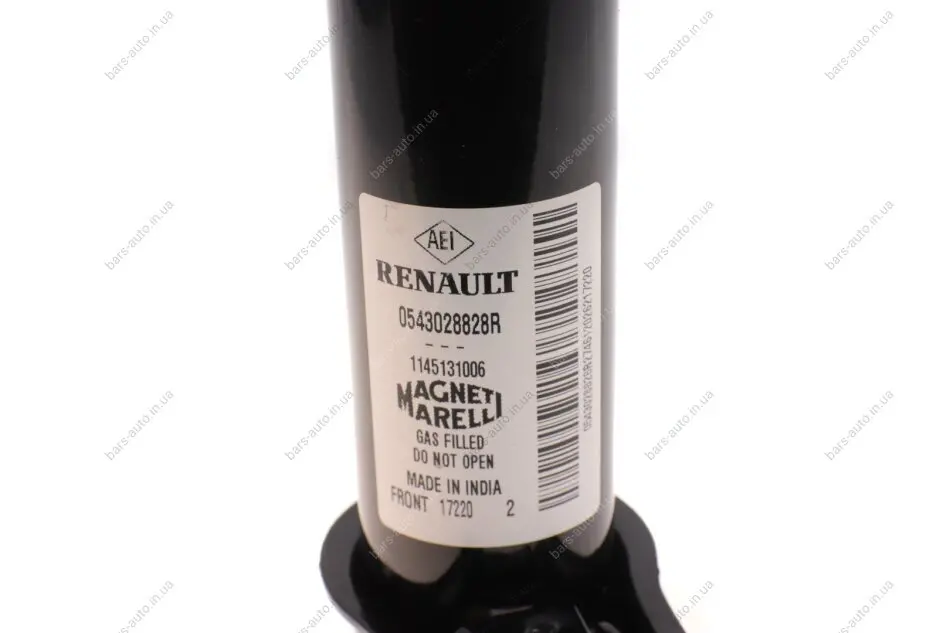 AEI
RENAULT
0543028828R
- - -
1145131006
MAGNETI
MARELLI
GAS FILLED
DO NOT OPEN
MADE IN INDIA
FRONT 17220 2
bars-auto.in.ua